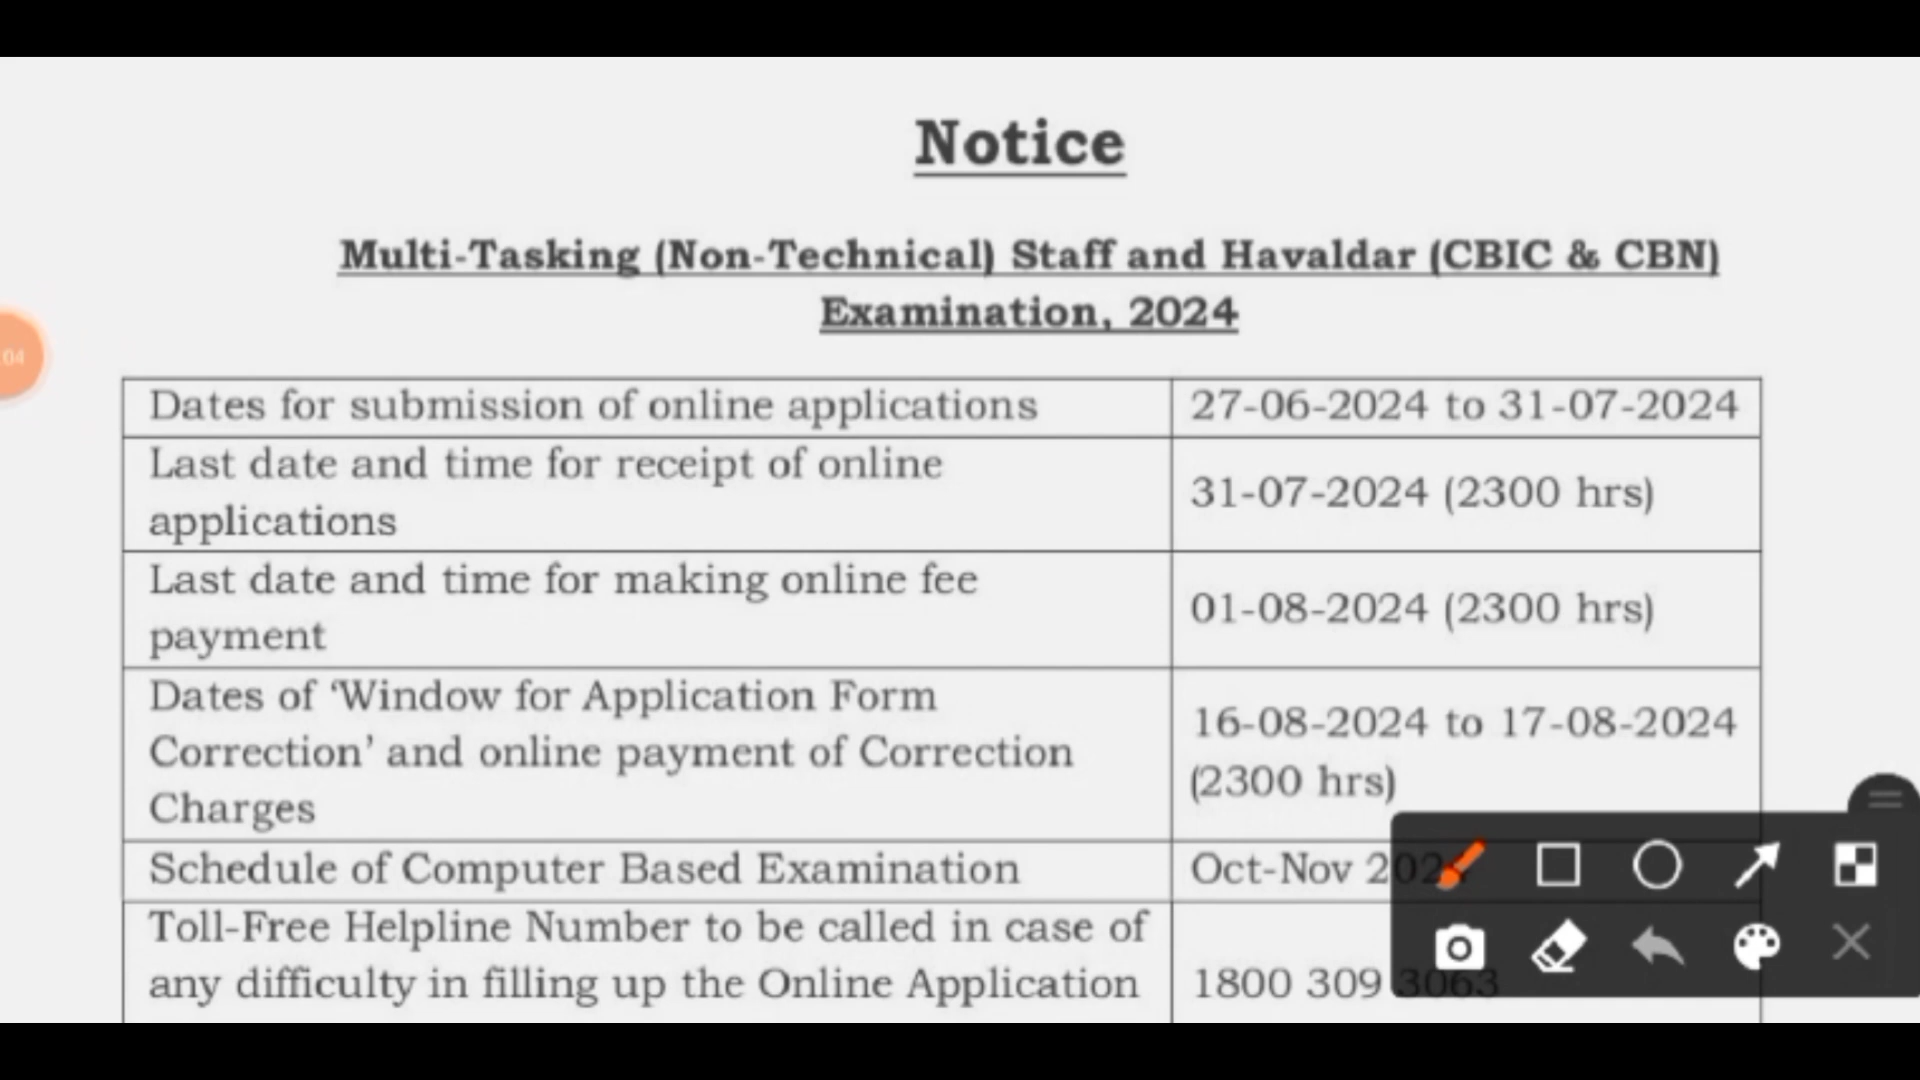 Notice
Multi-Tasking (Non-Technical) Staff and Havaldar (CBIC & CBN)
Examination, 2024
04
Dates for submission of online applications
27-06-2024 to 31-07-2024
Last date and time for receipt of online
applications
31-07-2024 (2300 hrs)
Last date and time for making online fee
payment
01-08-2024 (2300 hrs)
Dates of ‘Window for Application Form
Correction’ and online payment of Correction
Charges
16-08-2024 to 17-08-2024
(2300 hrs)
Schedule of Computer Based Examination
Oct-Nov
Toll-Free Helpline Number to be called in case of
any difficulty in filling up the Online Application
1800 309 3063